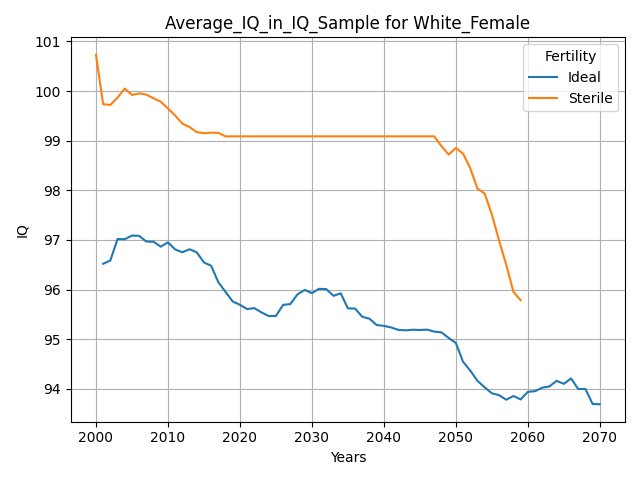 Average_IQ_in_IQ_Sample for White_Female
101
100
99
98
97
96
95
94
IQ
Fertility
Ideal
Sterile
2000 2010 2020 2030 2040 2050 2060 2070
Years